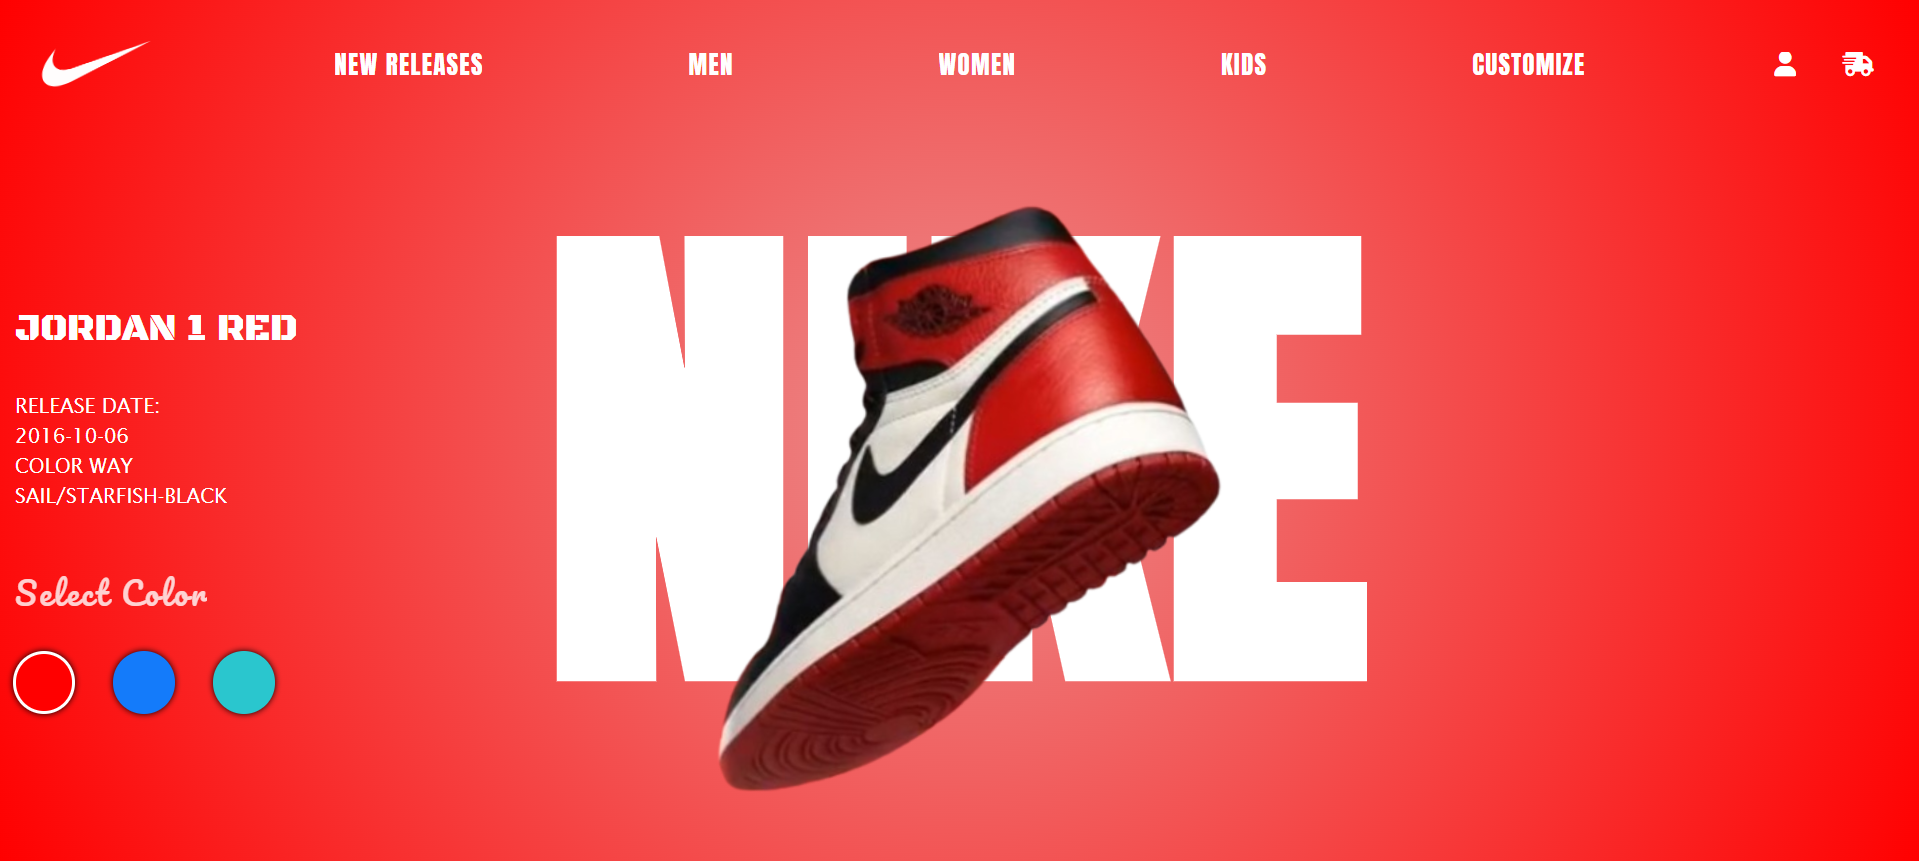 NEW RELEASES MEN WOMEN KIDS CUSTOMIZE
NIKE
JORDAN 1 RED
RELEASE DATE:
2016-10-06
COLOR WAY
SAIL/STARFISH-BLACK
Select Color